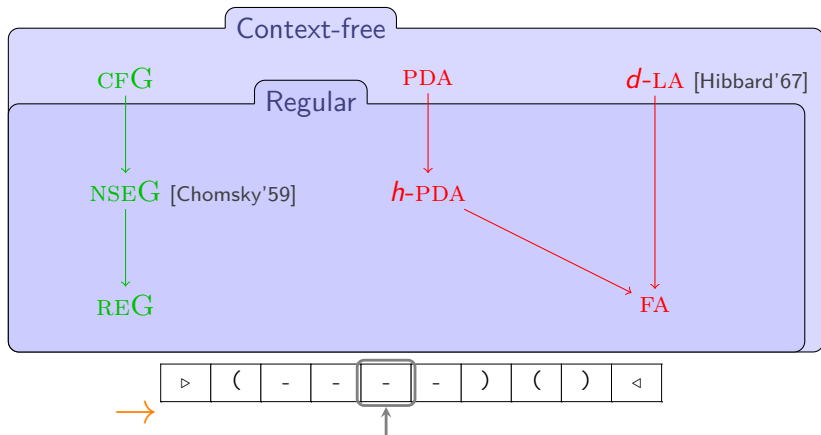 Context-free
CFG PDA d-LA [Hibbard'67]
Regular
NSEG [Chomsky'59] h-PDA
REG FA
▷ ( - - - - ) ( ) ◁